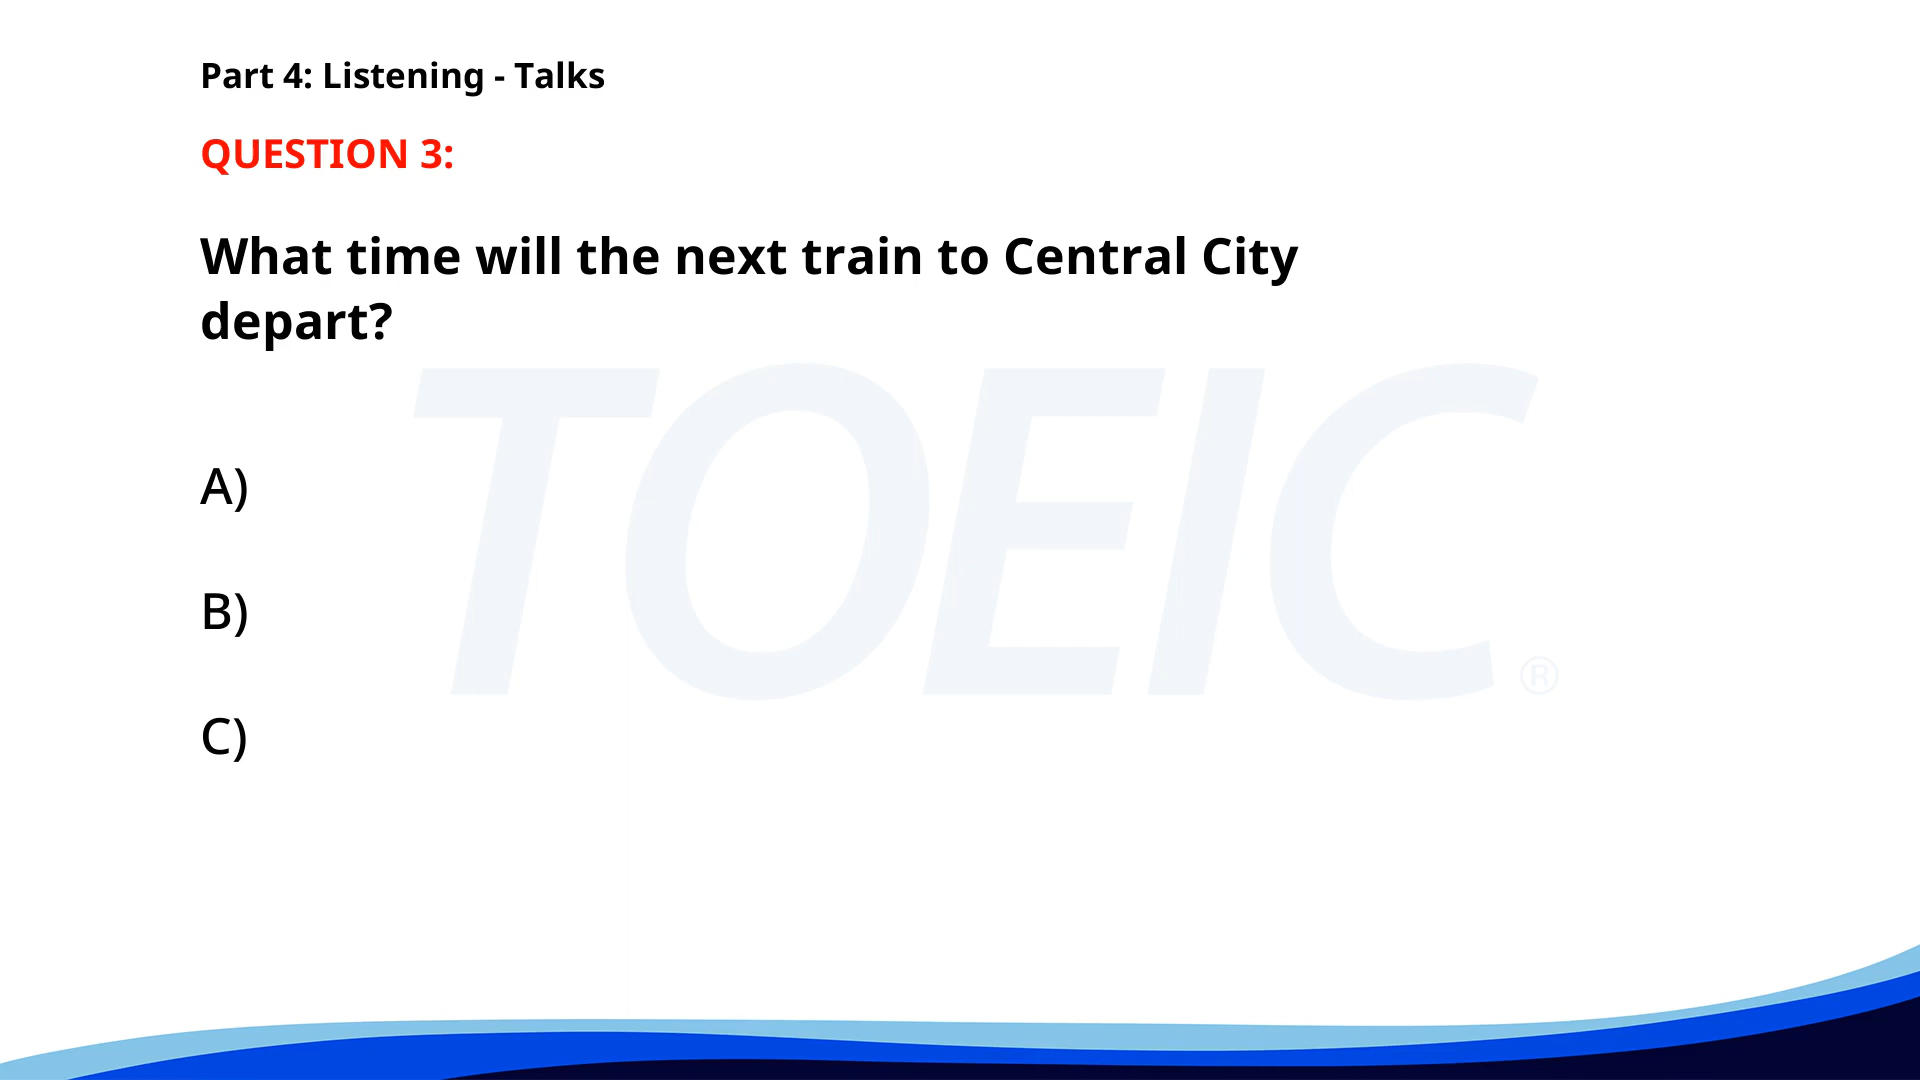 Part 4: Listening - Talks
QUESTION 3:
What time will the next train to Central City
depart?
TOEIC®
A)
B)
C)